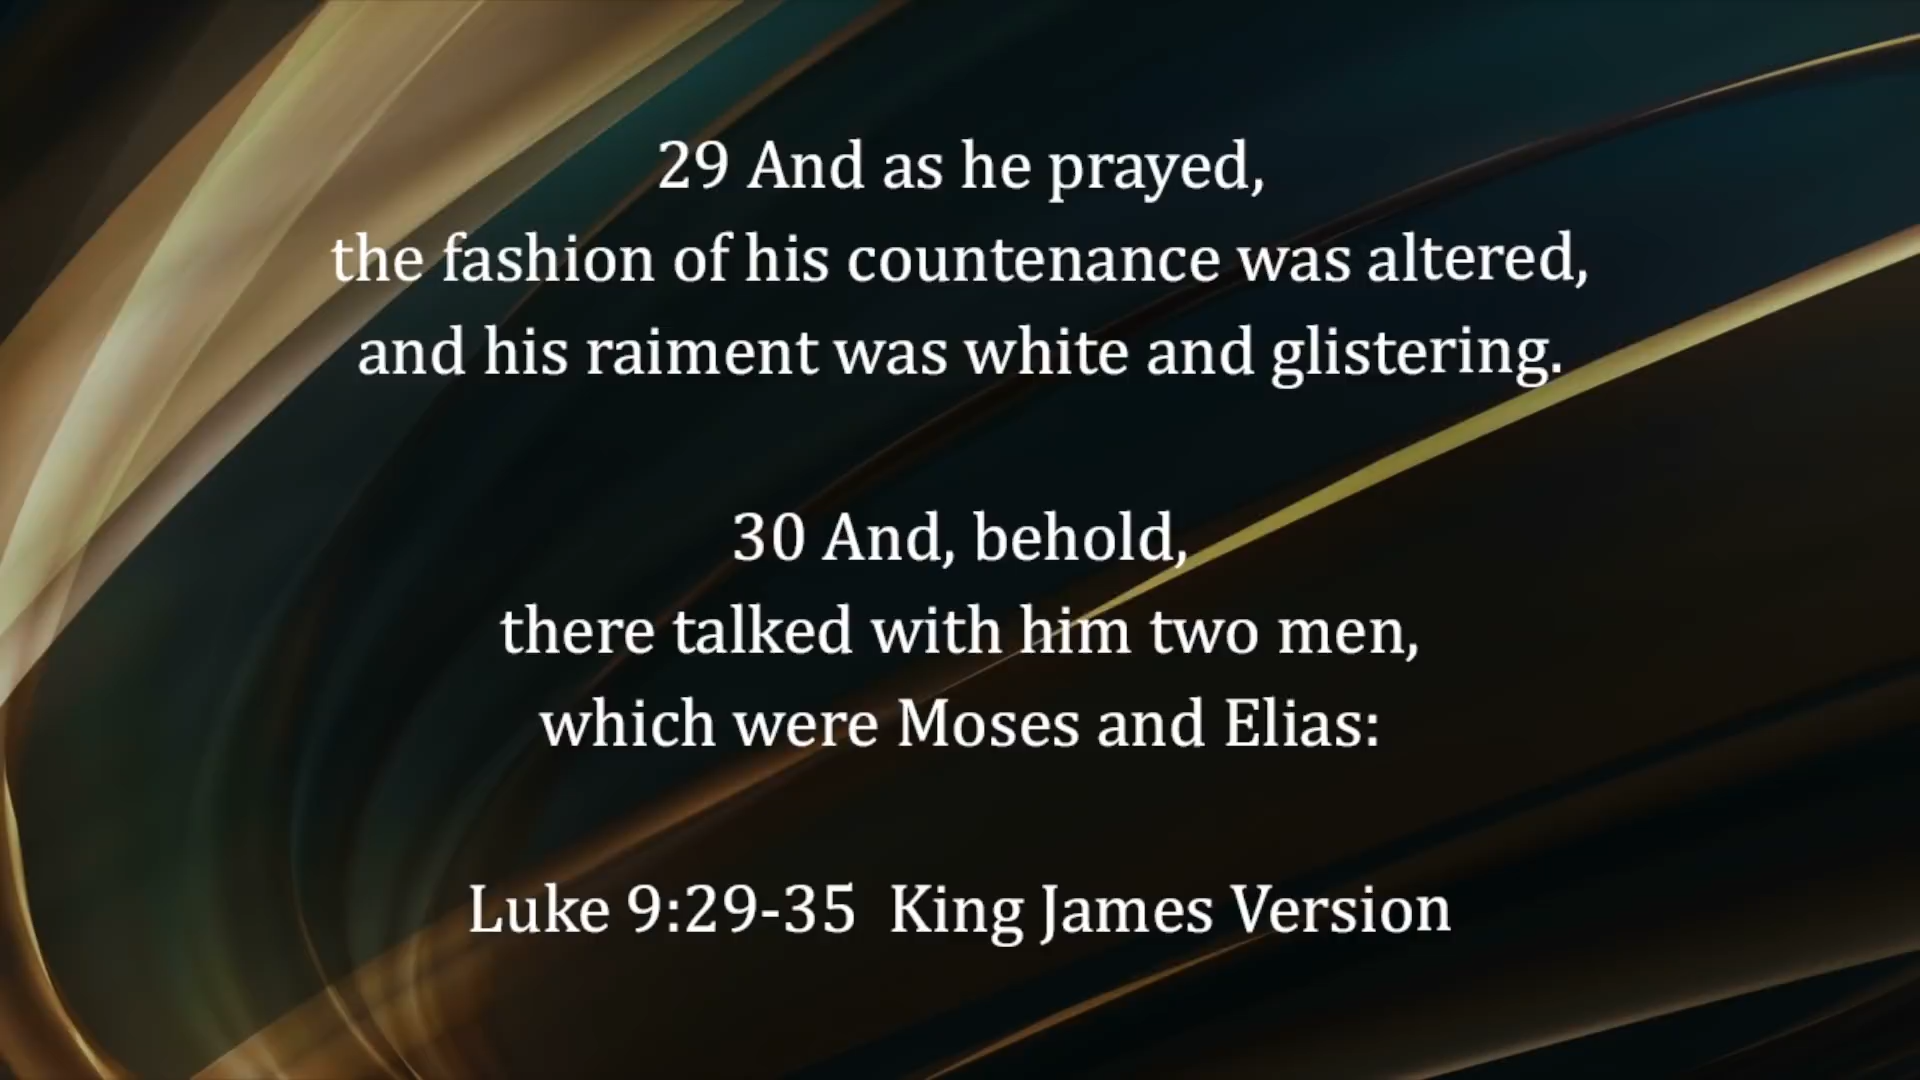 29 And as he prayed,
the fashion of his countenance was altered,
and his raiment was white and glistering.
30 And, behold,
there talked with him two men,
which were Moses and Elias:
Luke 9:29-35 King James Version